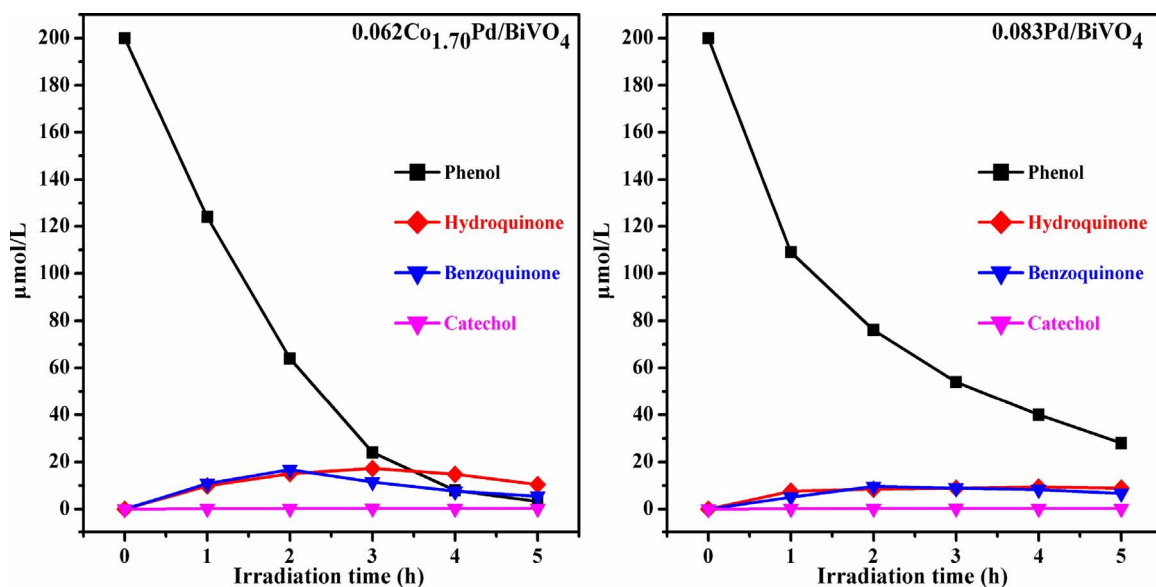 0.062Co1.70Pd/BiVO4
200
180
160
140
120
100
80
60
40
20
0
µmol/L
Phenol
Hydroquinone
Benzoquinone
Catechol
0 1 2 3 4 5
Irradiation time (h)
0.083Pd/BiVO4
200
180
160
140
120
100
80
60
40
20
0
µmol/L
Phenol
Hydroquinone
Benzoquinone
Catechol
0 1 2 3 4 5
Irradiation time (h)